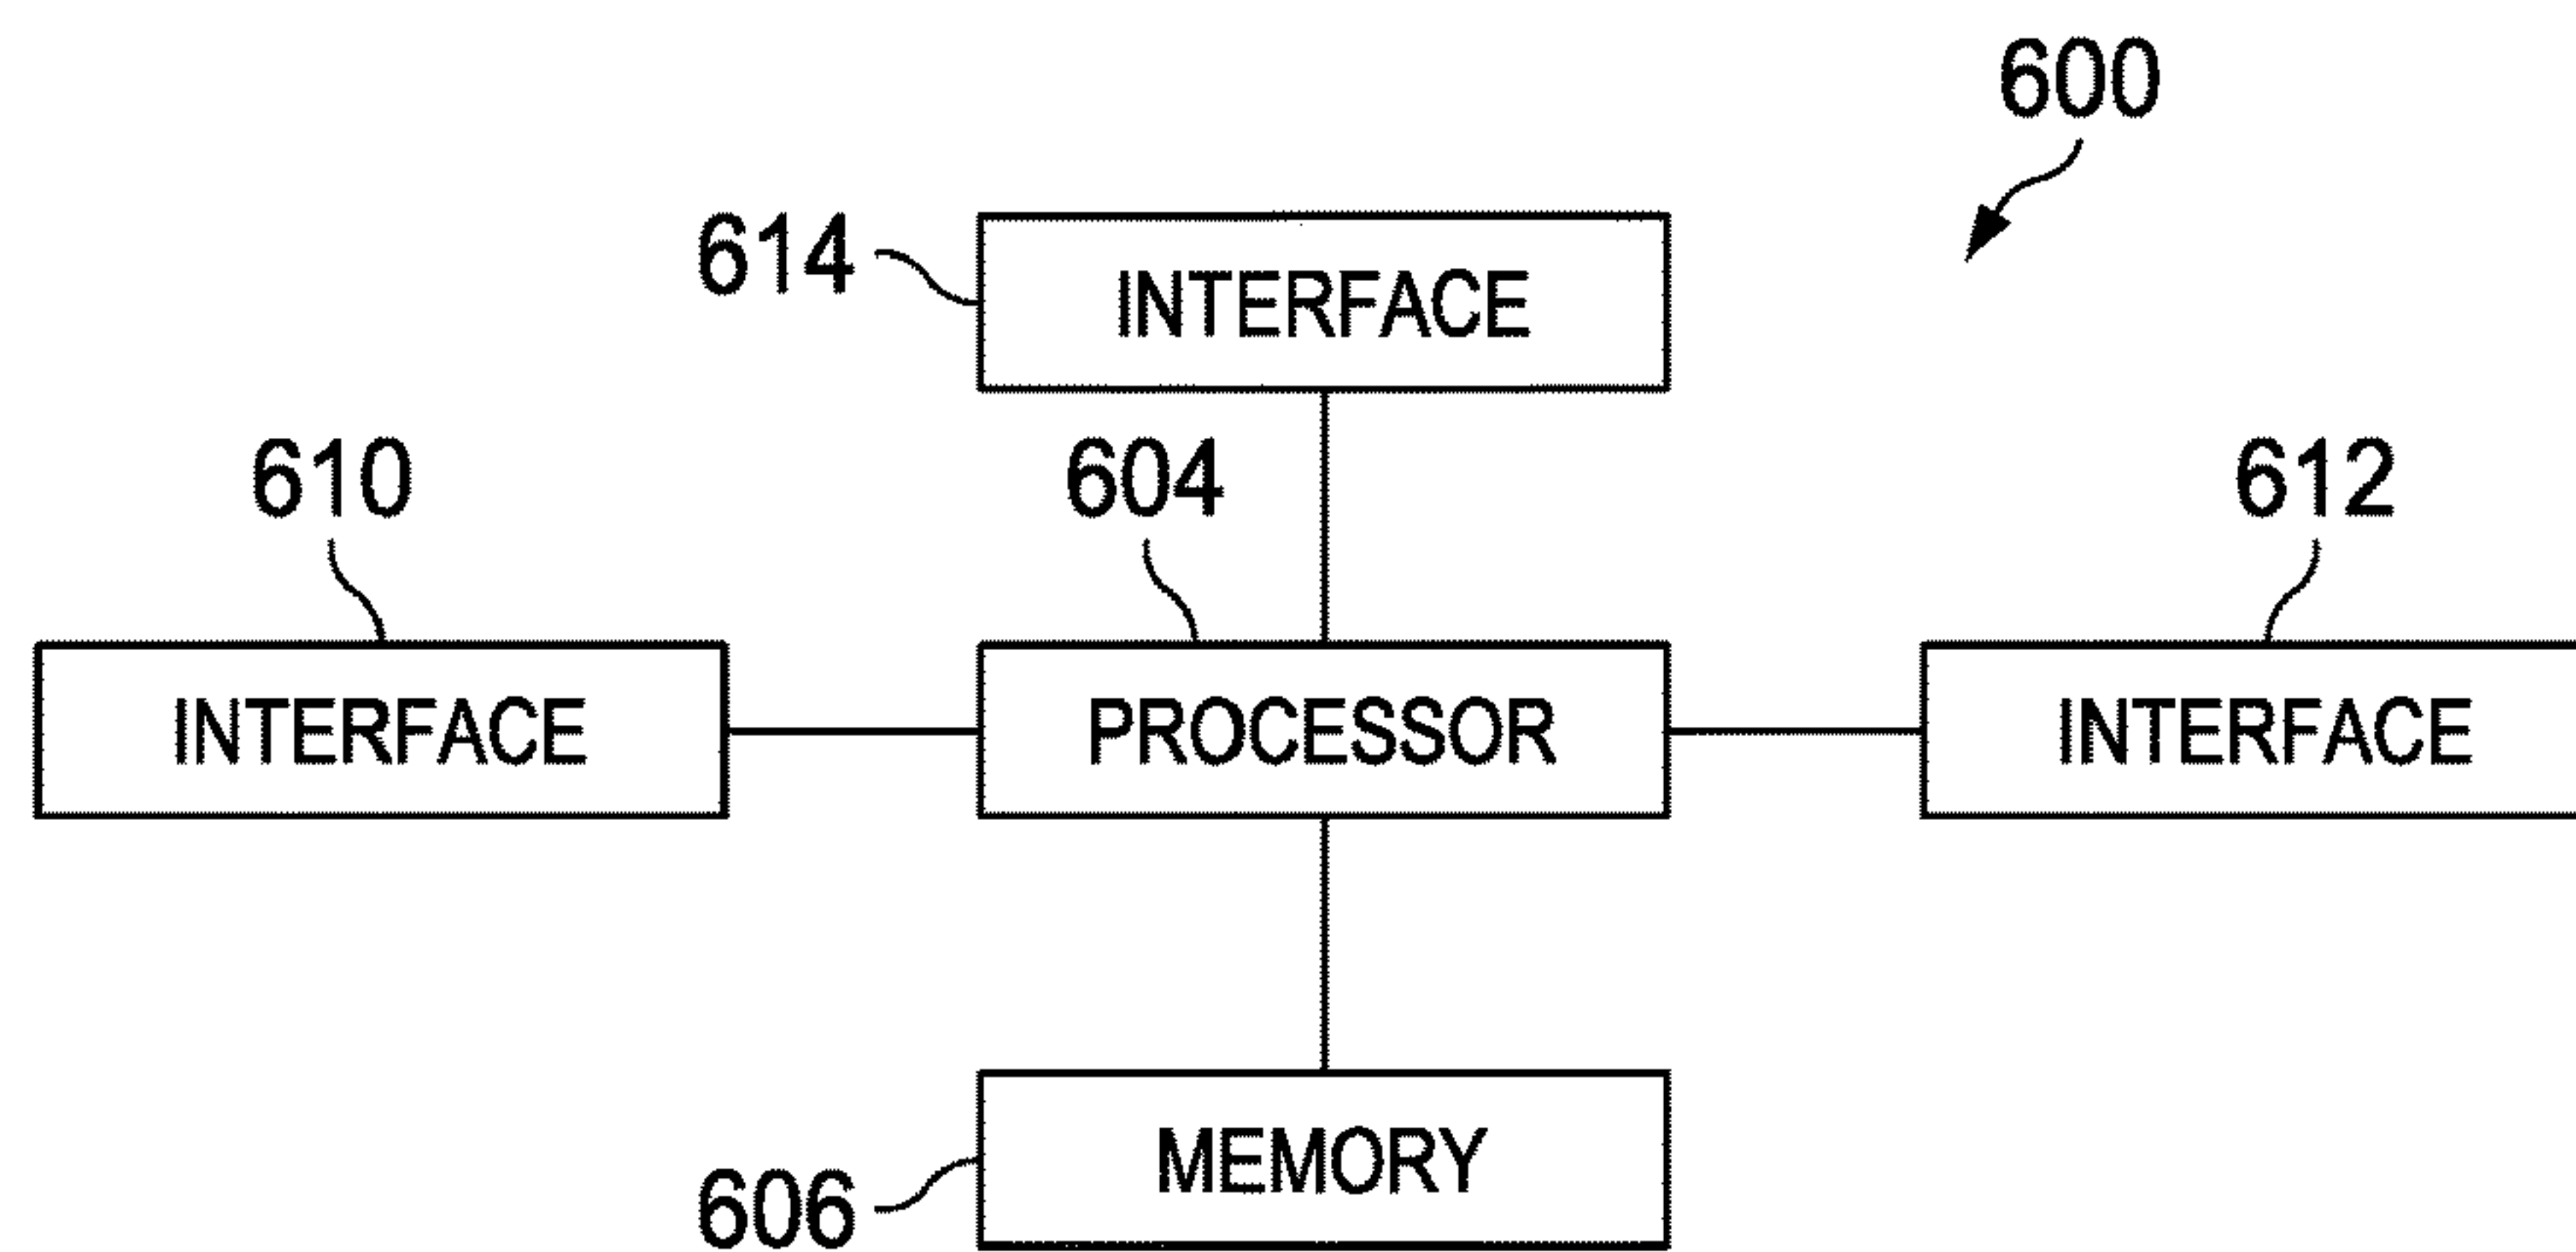 600
614
INTERFACE
610
604
612
INTERFACE
PROCESSOR
INTERFACE
MEMORY
606